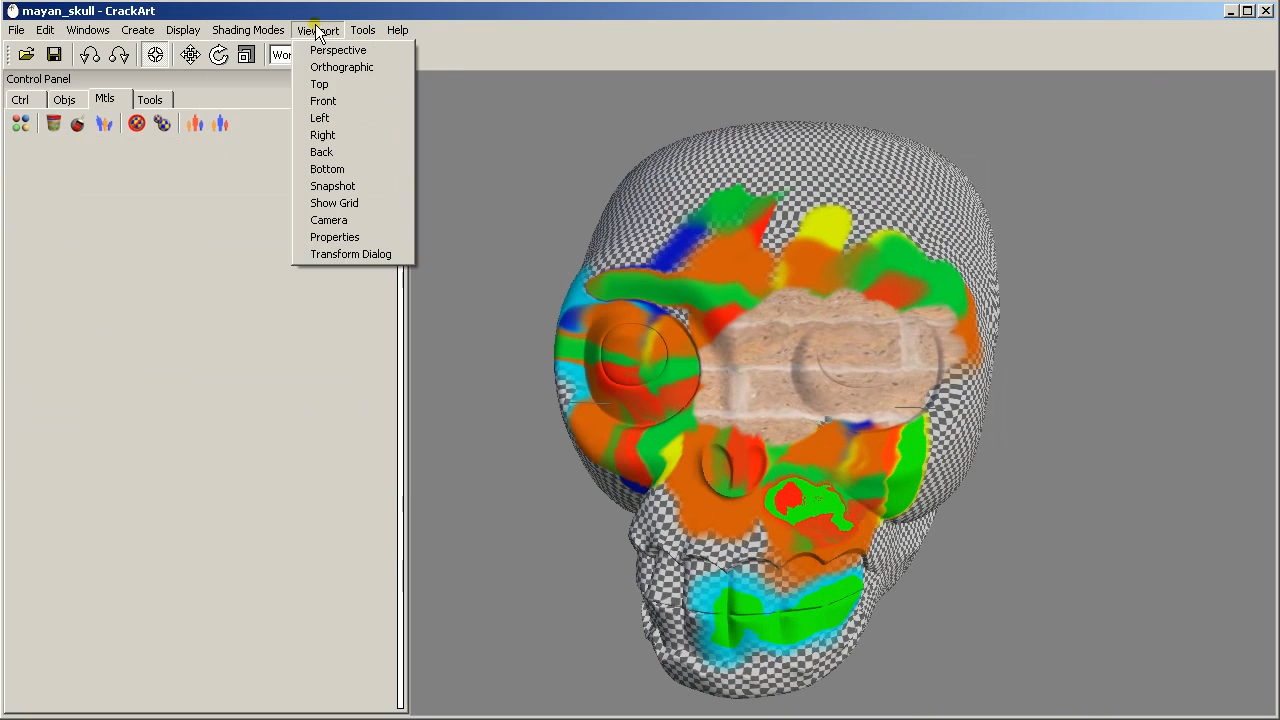 mayan_skull - CrackArt
File Edit Windows Create Display Shading Modes Viewport Tools Help
Control Panel
Ctrl Objs Mtls Tools
Perspective
Orthographic
Top
Front
Left
Right
Back
Bottom
Snapshot
Show Grid
Camera
Properties
Transform Dialog